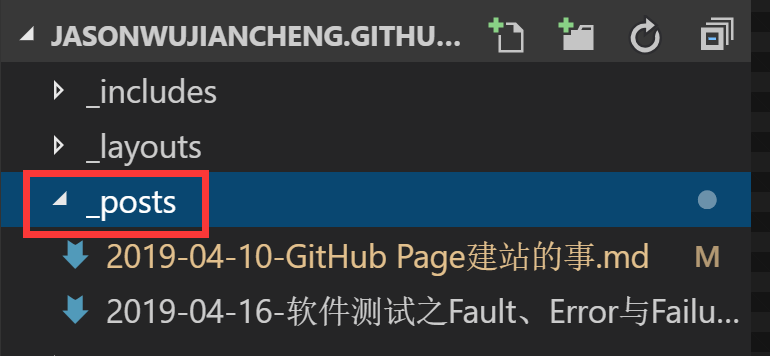 JASONWUJIANCHENG.GITHU...
_includes
_layouts
_posts
2019-04-10-GitHub Page建站的事.md M
2019-04-16-软件测试之Fault、Error与Failu...